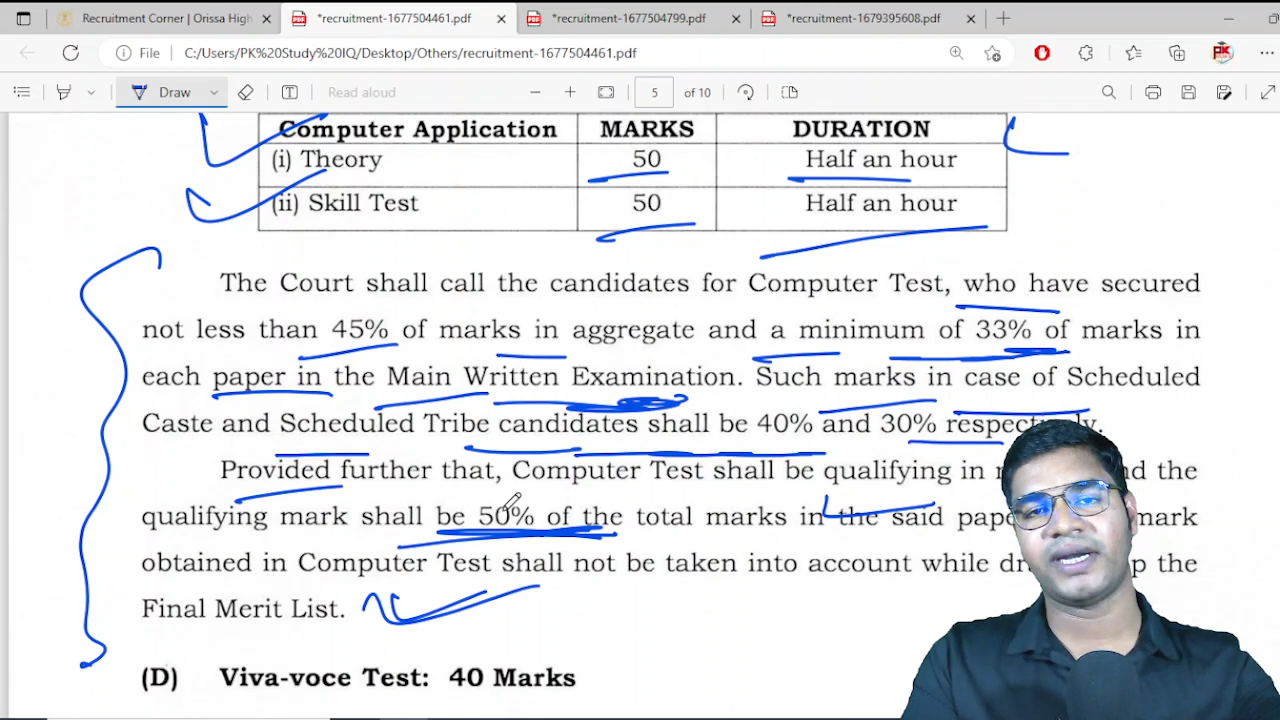 Recruitment Corner | Orissa High
*recruitment-1677504461.pdf
*recruitment-1677504799.pdf
*recruitment-1679395608.pdf
File
C:/Users/PK%20Study%20IQ/Desktop/Others/recruitment-1677504461.pdf
Draw
Read aloud
5 of 10
Computer Application MARKS DURATION
(i) Theory 50 Half an hour
(ii) Skill Test 50 Half an hour
The Court shall call the candidates for Computer Test, who have secured
not less than 45% of marks in aggregate and a minimum of 33% of marks in
each paper in the Main Written Examination. Such marks in case of Scheduled
Caste and Scheduled Tribe candidates shall be 40% and 30% respectively.
Provided further that, Computer Test shall be qualifying in the
qualifying mark shall be 50% of the total marks in the said mark
obtained in Computer Test shall not be taken into account while the
Final Merit List.
(D) Viva-voce Test: 40 Marks